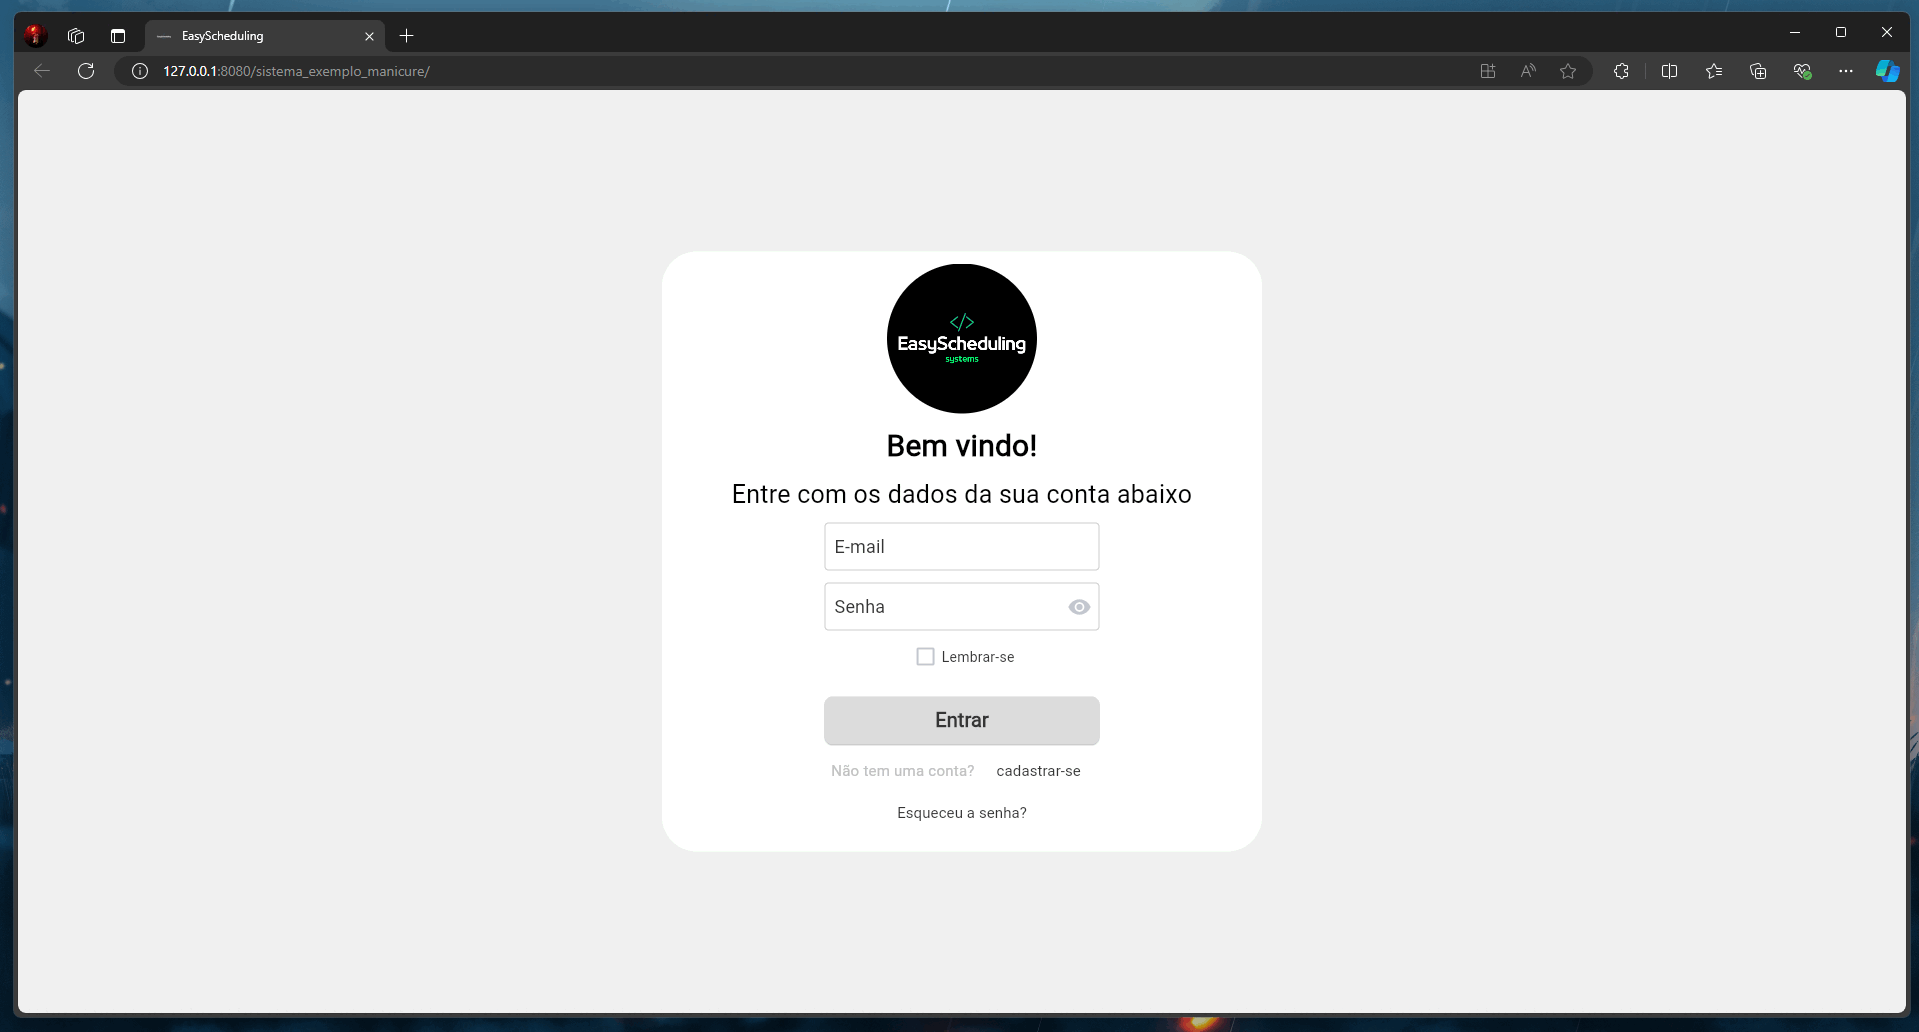 EasyScheduling
127.0.0.1:8080/sistema_exemplo_manicure/
</>
EasyScheduling
systems
Bem vindo!
Entre com os dados da sua conta abaixo
E-mail
Senha
Lembrar-se
Entrar
Não tem uma conta? cadastrar-se
Esqueceu a senha?